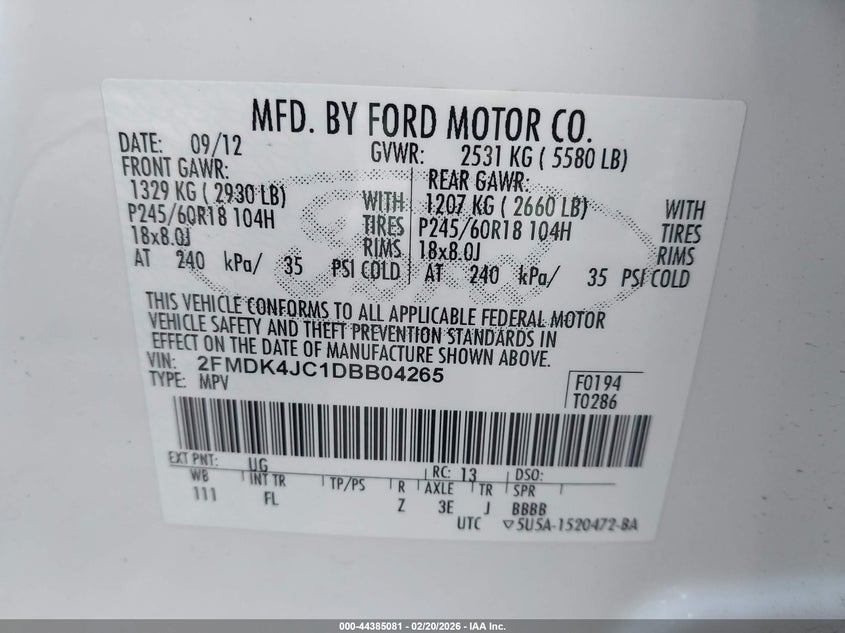 MFD. BY FORD MOTOR CO.
DATE: 09/12 GVWR: 2531 KG ( 5580 LB)
FRONT GAWR: REAR GAWR:
1329 KG ( 2930 LB) WITH 1207 KG ( 2660 LB) WITH
P245/60R18 104H TIRES P245/60R18 104H TIRES
18x8.0J RIMS 18x8.0J RIMS
AT 240 kPa/ 35 PSI COLD AT 240 kPa/ 35 PSI COLD
THIS VEHICLE CONFORMS TO ALL APPLICABLE FEDERAL MOTOR
VEHICLE SAFETY AND THEFT PREVENTION STANDARDS IN
EFFECT ON THE DATE OF MANUFACTURE SHOWN ABOVE.
VIN: 2FMDK4JC1DBB04265
TYPE: MPV
F0194
T0286
EXT PNT: UG RC: 13 DSO:
WB INT TR TP/PS R AXLE TR SPR
111 FL Z 3E J BBBB
UTC ▽5U5A-1520472-BA
000-44385081 - 02/20/2026 - IAA Inc.